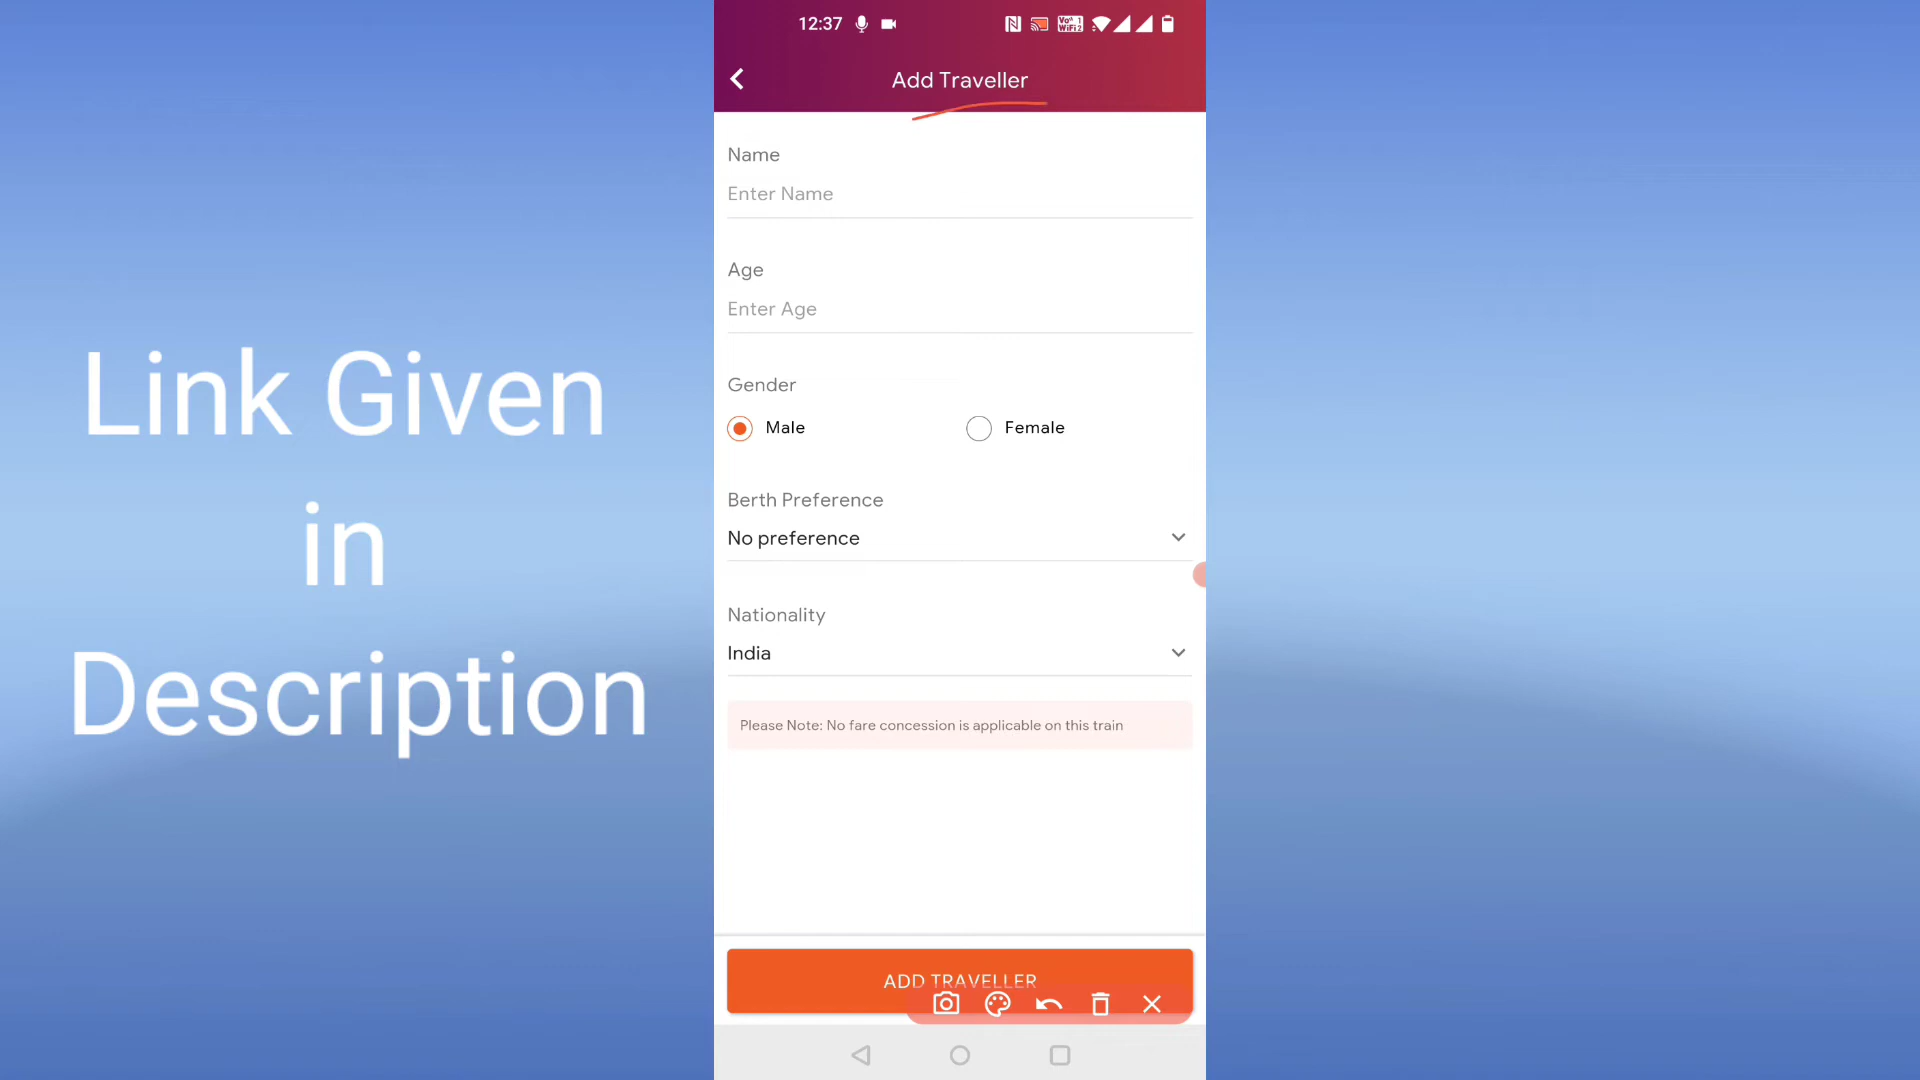 Link Given
in
Description
12:37
Add Traveller
Name
Enter Name
Age
Enter Age
Gender
Male
Female
Berth Preference
No preference
Nationality
India
Please Note: No fare concession is applicable on this train
ADD TRAVELLER